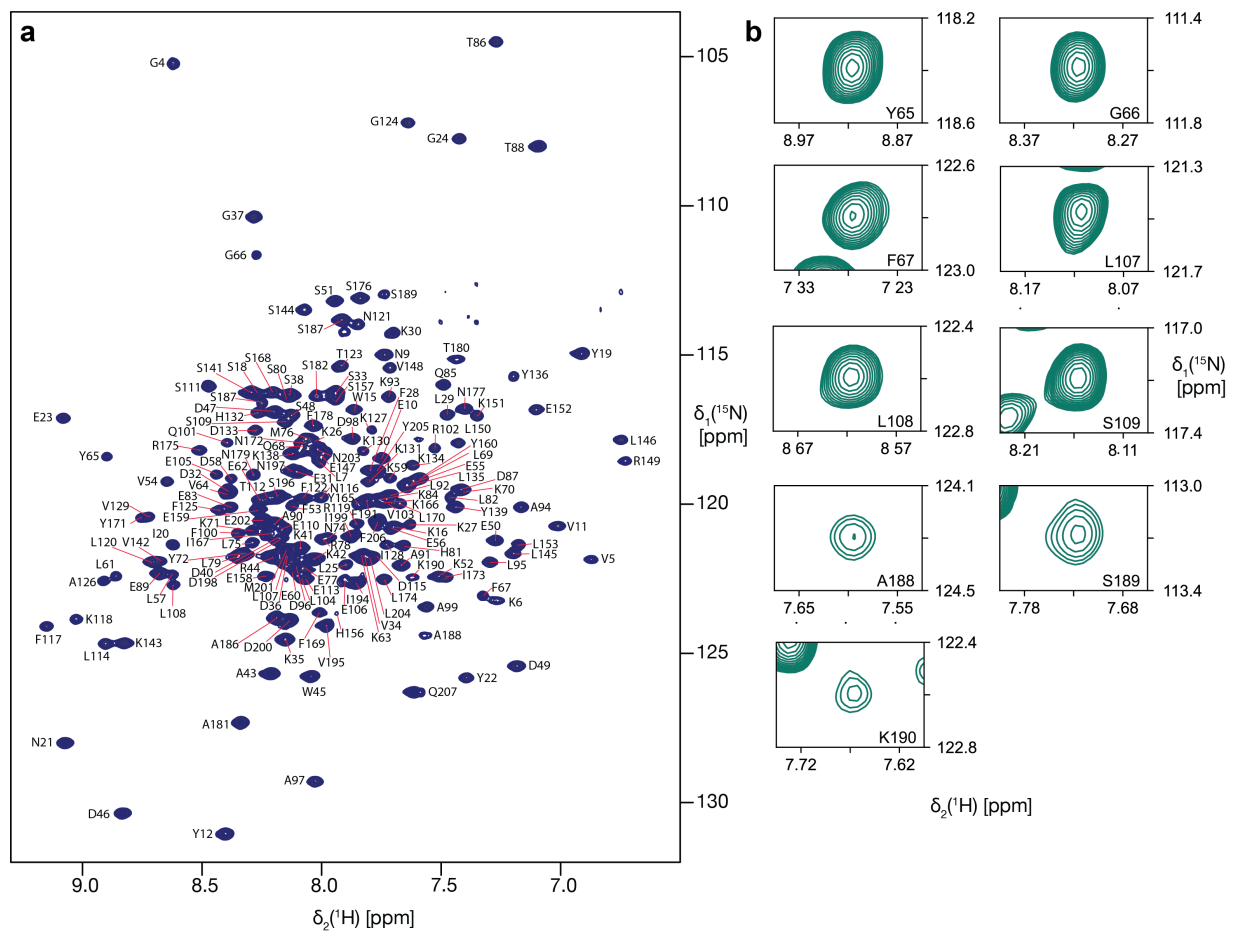 a
T86
105
G4
G124
G24
T88
110
G37
G66
S51
S176
S189
S144
S187
N121
K30
115
T123
T180
N9
V148
Y19
S168
S141
S18
S80
S182
S38
S33
K93
Q85
Y136
S111
S157
S187
W15
F28
N177
E10
L29
K151
E152
E23
D47
S48
H132
S109
F178
K127
Y205
L150
D133
M76
D98
R102
Q101
N172
K26
K130
Y160
L146
R175
Q68
N203
K131
L69
Y65
N179
K138
E147
K134
R149
E105
D58
K59
E55
V54
D32
E62
N197
E31
L7
L135
D87
V64
T112
S196
F122
N116
L92
K70
120
E83
Y165
K84
L82
V129
F125
F53
R119
K166
Y139
A94
E159
A90
I199
F191
V103
L170
Y171
E202
E110
N74
K27
E50
V11
K71
F100
K41
F206
K16
I20
I167
R78
E56
L153
L120
V142
L75
K42
I128
A91
H81
L145
L79
R44
L25
K190
L95
V5
L61
Y72
D40
E158
M201
E77
K52
A126
E89
D198
L107
E60
E113
D115
I173
L57
D36
D96
L104
I194
L174
F67
L108
E106
L204
A99
K6
K118
V34
F117
A186
F169
H156
K63
A188
L114
K143
D200
K35
V195
125
A43
W45
Y22
D49
Q207
A181
N21
A97
130
D46
Y12
9.0
8.5
8.0
7.5
7.0
δ2(1H) [ppm]
δ1(15N)
[ppm]
b
118.2
Y65
118.6
8.97
8.87
111.4
G66
111.8
8.37
8.27
122.6
F67
123.0
7 33
7 23
121.3
L107
121.7
8.17
8.07
122.4
L108
122.8
8.67
8.57
117.0
S109
117.4
8.21
8.11
δ1(15N)
[ppm]
124.1
A188
124.5
7.65
7.55
113.0
S189
113.4
7.78
7.68
122.4
K190
122.8
7.72
7.62
δ2(1H) [ppm]